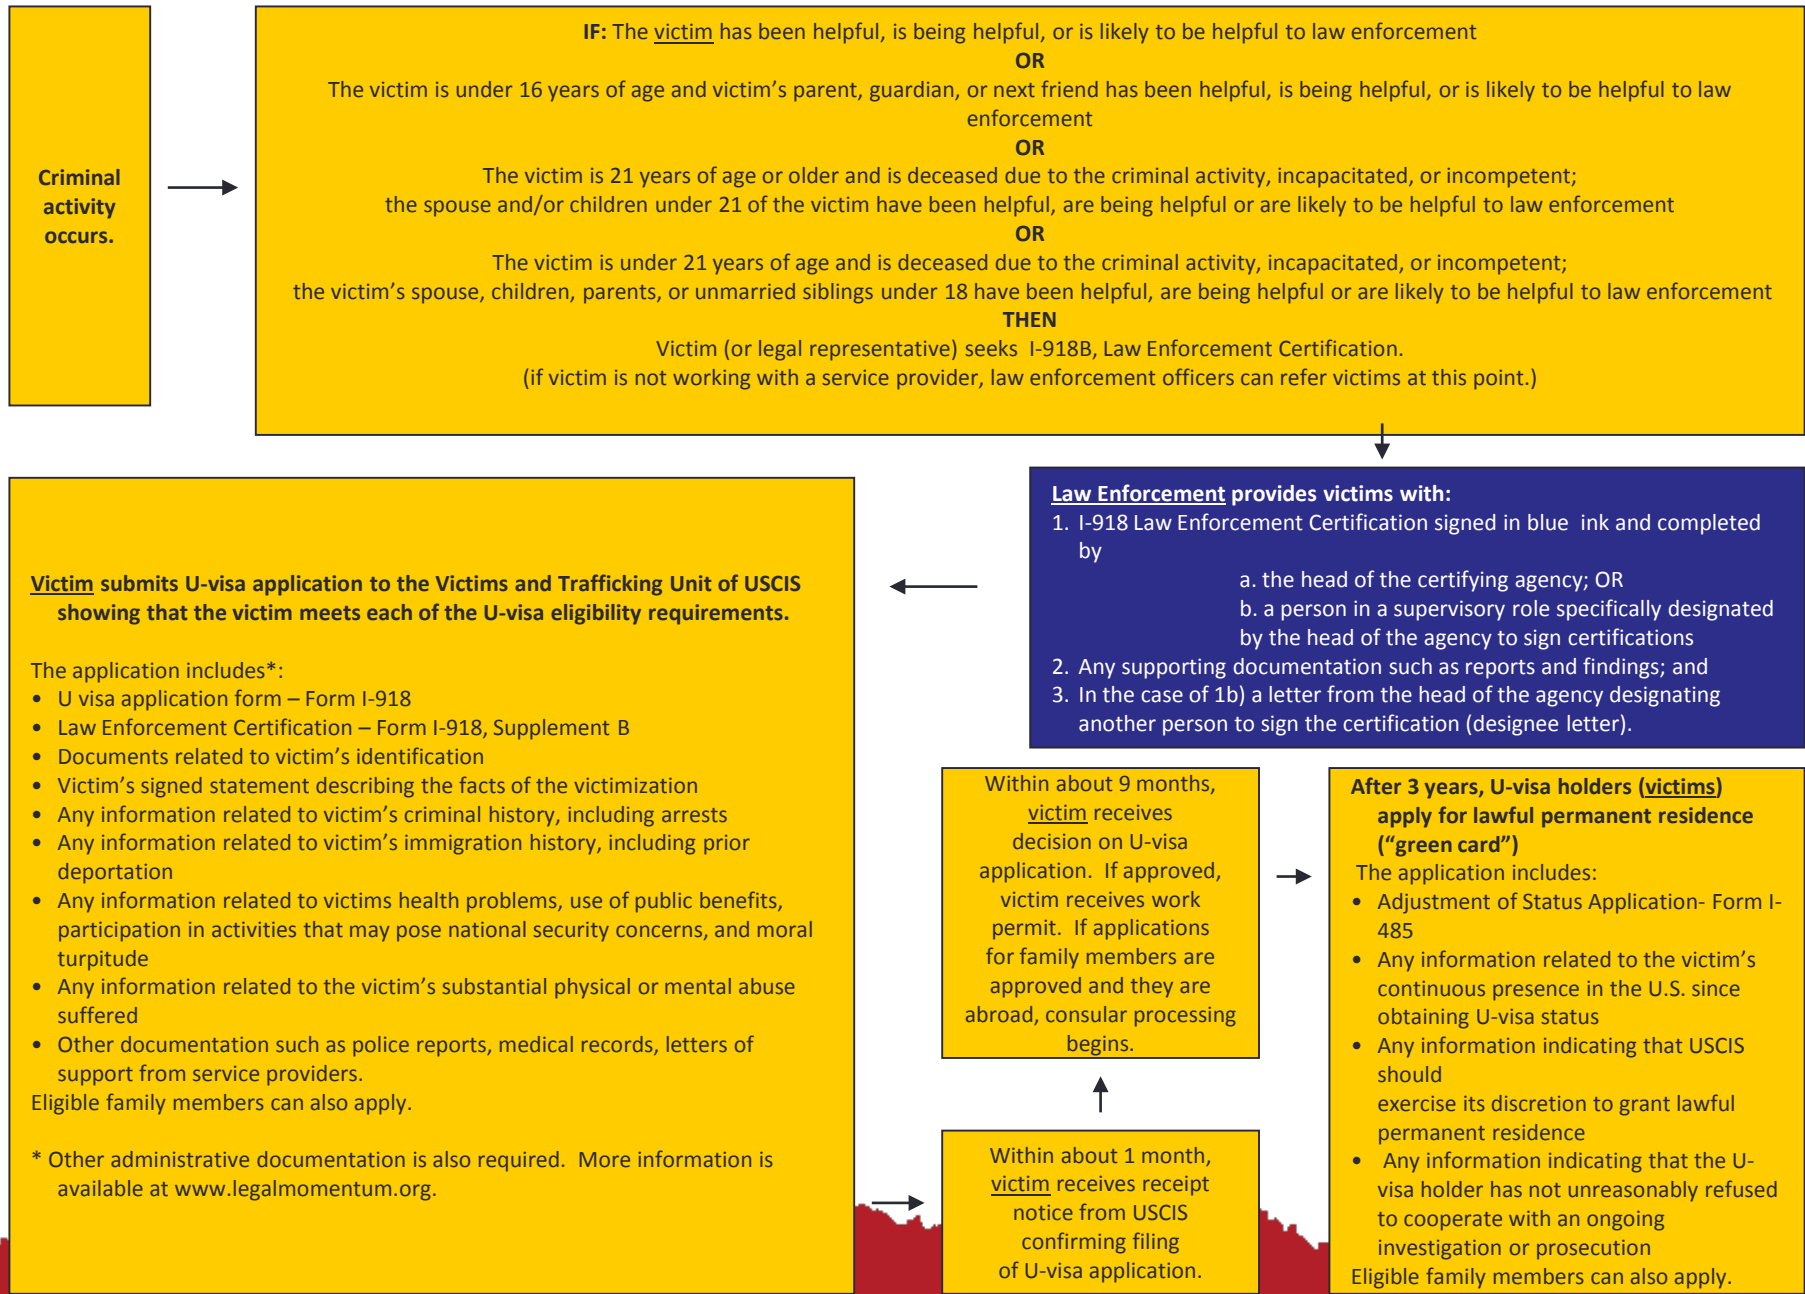 Criminal
activity
occurs.
IF: The victim has been helpful, is being helpful, or is likely to be helpful to law enforcement
OR
The victim is under 16 years of age and victim's parent, guardian, or next friend has been helpful, is being helpful, or is likely to be helpful to law
enforcement
OR
The victim is 21 years of age or older and is deceased due to the criminal activity, incapacitated, or incompetent;
the spouse and/or children under 21 of the victim have been helpful, are being helpful or are likely to be helpful to law enforcement
OR
The victim is under 21 years of age and is deceased due to the criminal activity, incapacitated, or incompetent;
the victim's spouse, children, parents, or unmarried siblings under 18 have been helpful, are being helpful or are likely to be helpful to law enforcement
THEN
Victim (or legal representative) seeks I-918B, Law Enforcement Certification.
(if victim is not working with a service provider, law enforcement officers can refer victims at this point.)
Law Enforcement provides victims with:
1. I-918 Law Enforcement Certification signed in blue ink and completed
by
a. the head of the certifying agency; OR
b. a person in a supervisory role specifically designated
by the head of the agency to sign certifications
2. Any supporting documentation such as reports and findings; and
3. In the case of 1b) a letter from the head of the agency designating
another person to sign the certification (designee letter).
Victim submits U-visa application to the Victims and Trafficking Unit of USCIS
showing that the victim meets each of the U-visa eligibility requirements.
The application includes*:
• U visa application form – Form I-918
• Law Enforcement Certification – Form I-918, Supplement B
• Documents related to victim's identification
• Victim's signed statement describing the facts of the victimization
• Any information related to victim's criminal history, including arrests
• Any information related to victim's immigration history, including prior
deportation
• Any information related to victims health problems, use of public benefits,
participation in activities that may pose national security concerns, and moral
turpitude
• Any information related to the victim's substantial physical or mental abuse
suffered
• Other documentation such as police reports, medical records, letters of
support from service providers.
Eligible family members can also apply.
* Other administrative documentation is also required. More information is
available at www.legalmomentum.org.
Within about 1 month,
victim receives receipt
notice from USCIS
confirming filing
of U-visa application.
Within about 9 months,
victim receives
decision on U-visa
application. If approved,
victim receives work
permit. If applications
for family members are
approved and they are
abroad, consular processing
begins.
After 3 years, U-visa holders (victims)
apply for lawful permanent residence
("green card")
The application includes:
• Adjustment of Status Application- Form I-
485
• Any information related to the victim's
continuous presence in the U.S. since
obtaining U-visa status
• Any information indicating that USCIS
should
exercise its discretion to grant lawful
permanent residence
• Any information indicating that the U-
visa holder has not unreasonably refused
to cooperate with an ongoing
investigation or prosecution
Eligible family members can also apply.